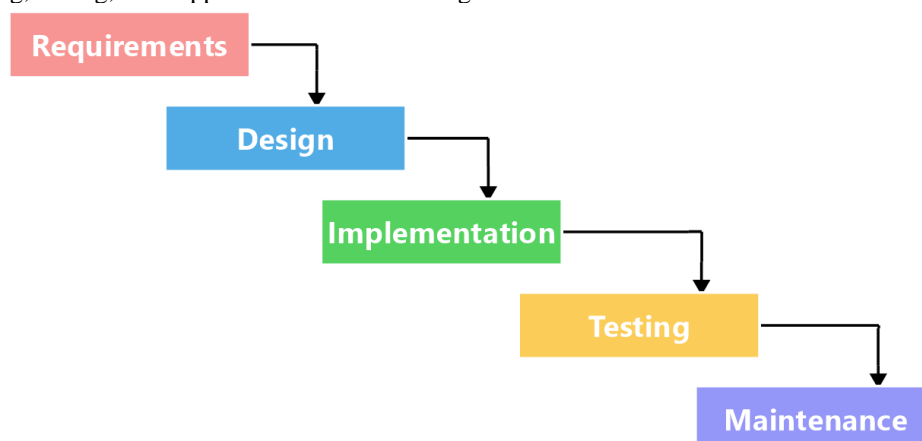 Requirements
Design
Implementation
Testing
Maintenance